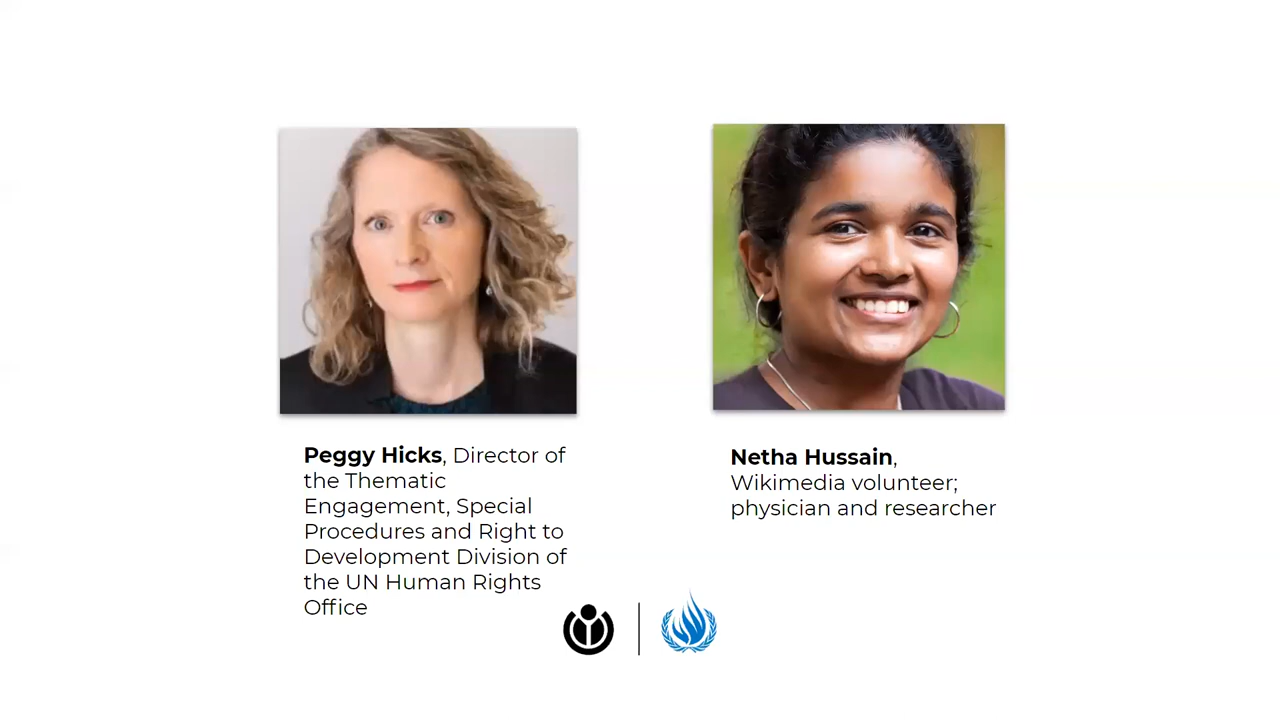 Peggy Hicks, Director of
the Thematic
Engagement, Special
Procedures and Right to
Development Division of
the UN Human Rights
Office
Netha Hussain,
Wikimedia volunteer;
physician and researcher